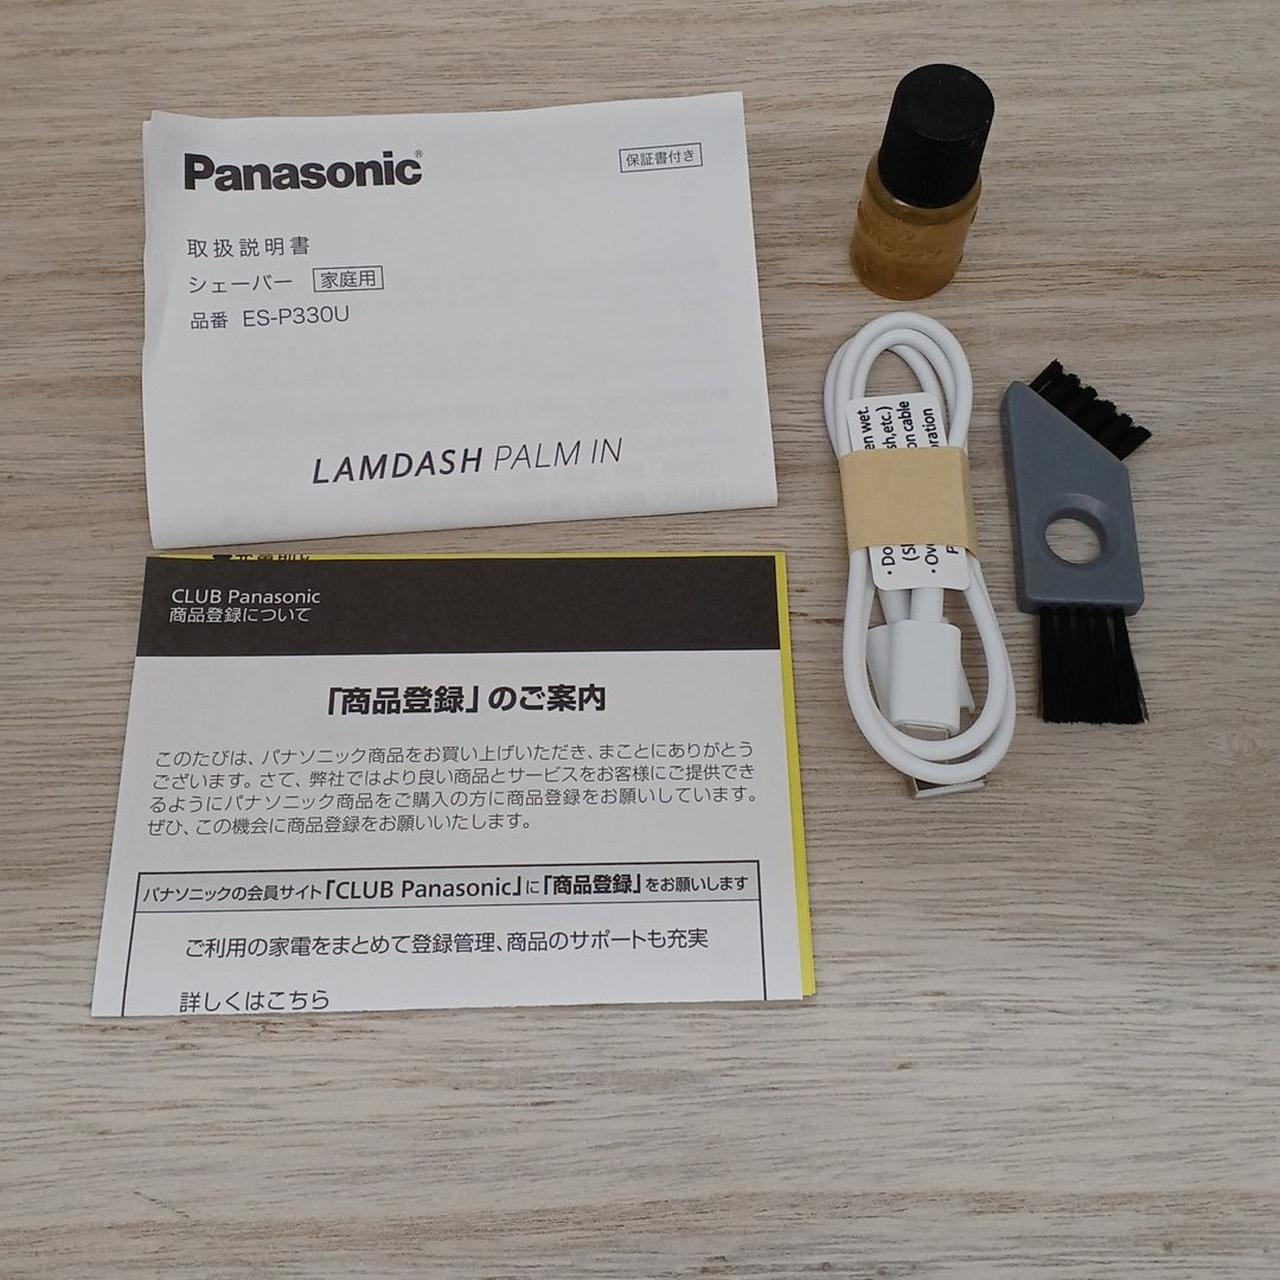 Panasonic®
保証書付き
取扱説明書
シェーバー 家庭用
品番 ES-P330U
LAMDASH PALM IN
CLUB Panasonic
商品登録について
「商品登録」のご案内
このたびは、パナソニック商品をお買い上げいただき、まことにありがとう
ございます。さて、弊社ではより良い商品とサービスをお客様にご提供でき
るようにパナソニック商品をご購入の方に商品登録をお願いしています。
ぜひ、この機会に商品登録をお願いいたします。
パナソニックの会員サイト「CLUB Panasonic」に「商品登録」をお願いします
ご利用の家電をまとめて登録管理、商品のサポートも充実
詳しくはこちら
· Do en wet.
(S sh,etc.)
· Ove on cable